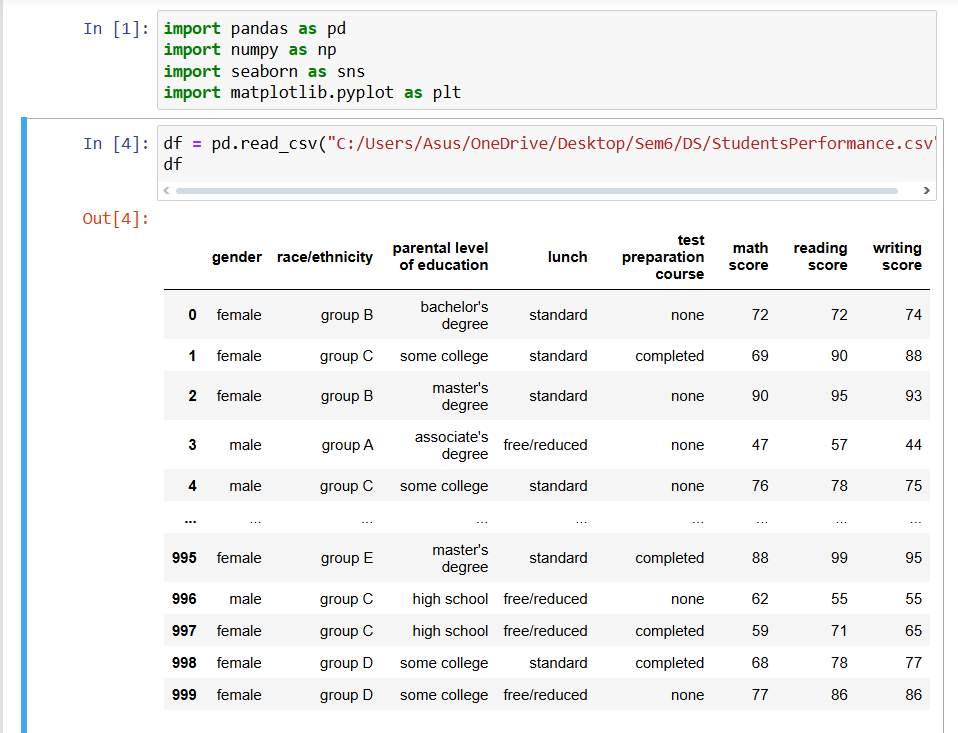 In [1]: import pandas as pd
import numpy as np
import seaborn as sns
import matplotlib.pyplot as plt
In [4]: df = pd.read_csv("C:/Users/Asus/OneDrive/Desktop/Sem6/DS/StudentsPerformance.csv"
df
Out[4]:
gender race/ethnicity parental level of education lunch test preparation course math score reading score writing score
0 female group B bachelor's degree standard none 72 72 74
1 female group C some college standard completed 69 90 88
2 female group B master's degree standard none 90 95 93
3 male group A associate's degree free/reduced none 47 57 44
4 male group C some college standard none 76 78 75
... ... ... ... ... ... ... ... ...
995 female group E master's degree standard completed 88 99 95
996 male group C high school free/reduced none 62 55 55
997 female group C high school free/reduced completed 59 71 65
998 female group D some college standard completed 68 78 77
999 female group D some college free/reduced none 77 86 86